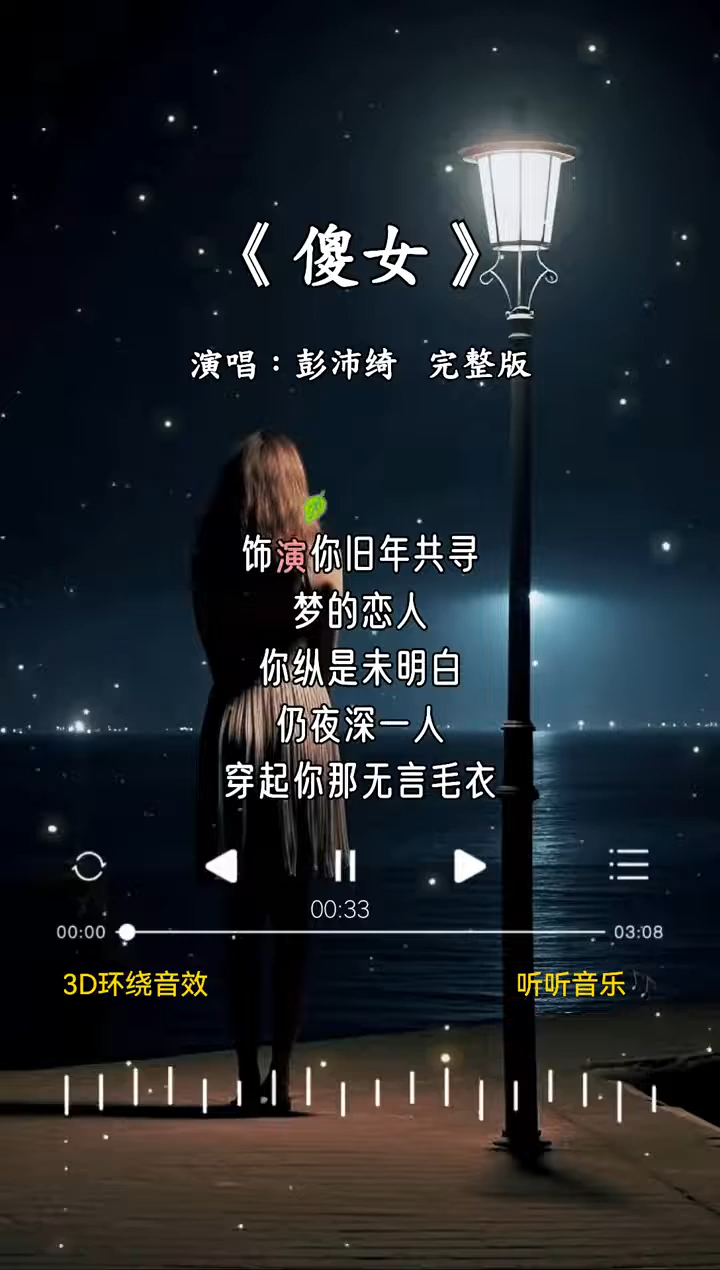 《傻女》
演唱：彭沛绮 完整版
饰演你旧年共寻
梦的恋人
你纵是未明白
仍夜深一人
穿起你那无言毛衣
00:33
00:00 03:08
3D环绕音效 听听音乐